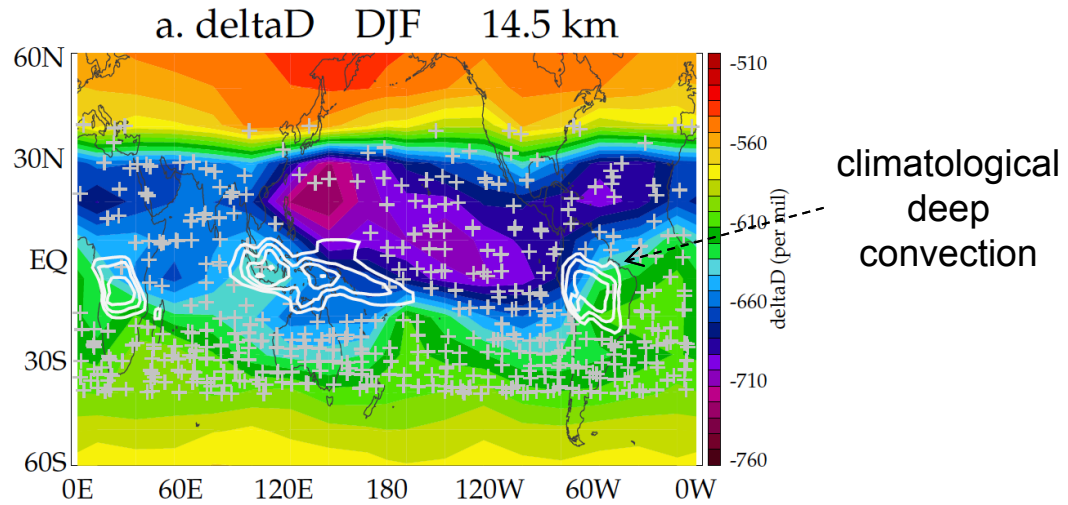 a. deltaD DJF 14.5 km
60N
30N
EQ
30S
60S
0E 60E 120E 180 120W 60W 0W
-510
-560
-610
-660
-710
-760
deltaD (per mil)
climatological
deep
convection